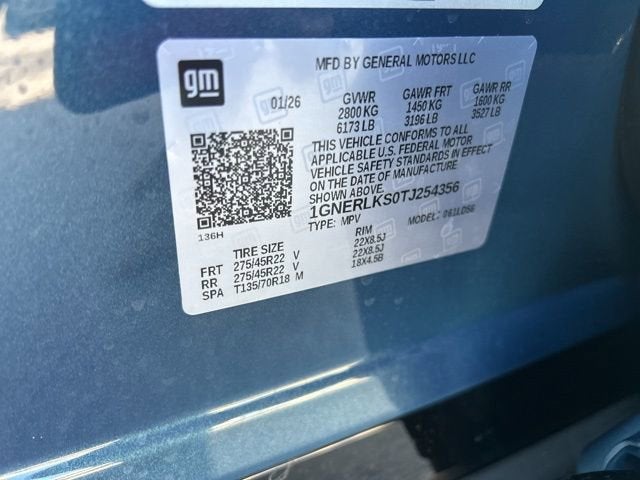 gm
MFD BY GENERAL MOTORS LLC
01/26 GVWR GAWR FRT GAWR RR
2800 KG 1450 KG 1600 KG
6173 LB 3196 LB 3527 LB
THIS VEHICLE CONFORMS TO ALL
APPLICABLE U.S. FEDERAL MOTOR
VEHICLE SAFETY STANDARDS IN EFFECT
ON THE DATE OF MANUFACTURE
SHOWN ABOVE.
1GNERLKS0TJ254356
136H TYPE: MPV MODEL: 061LD56
TIRE SIZE RIM
FRT 275/45R22 V 22X8.5J
RR 275/45R22 V 22X8.5J
SPA T135/70R18 M 18X4.5B